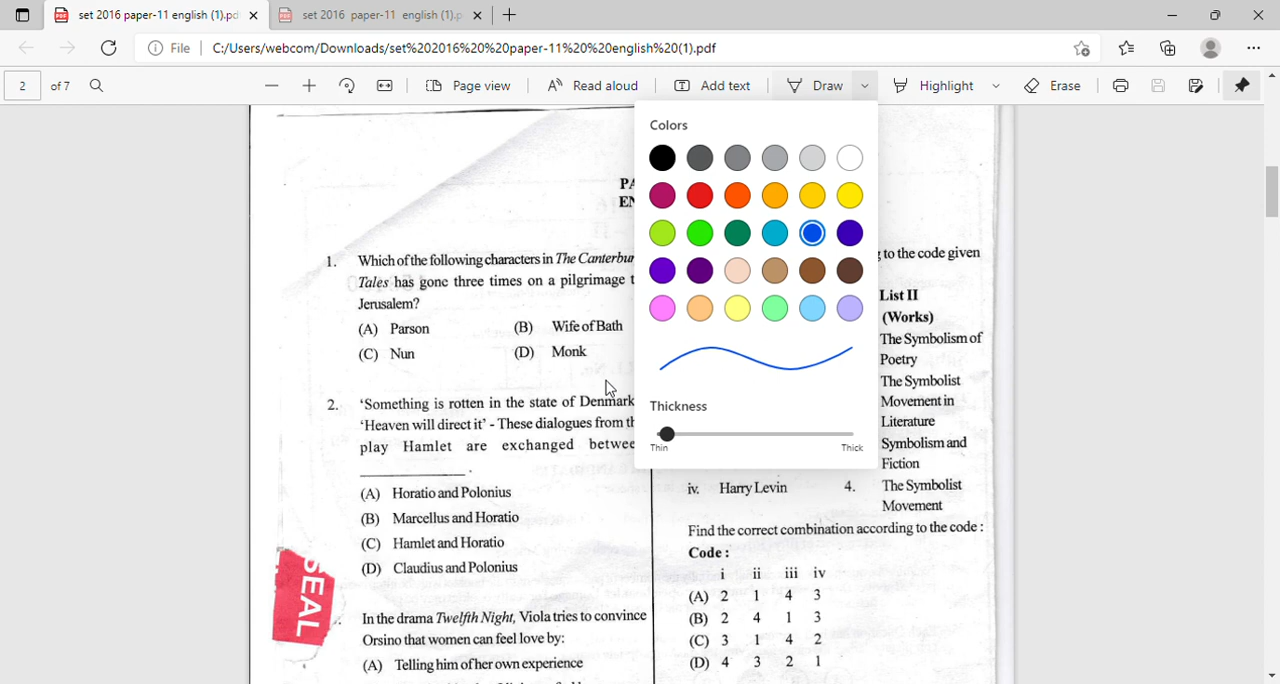 set 2016 paper-11 english (1).pd
set 2016 paper-11 english (1).p
File
C:/Users/webcom/Downloads/set%202016%20%20paper-11%20%20english%20(1).pdf
2 of 7
Page view
Read aloud
Add text
Draw
Highlight
Erase
PA
EN
1. Which of the following characters in The Canterbur
Tales has gone three times on a pilgrimage t
Jerusalem?
(A) Parson (B) Wife of Bath
(C) Nun (D) Monk
2. 'Something is rotten in the state of Denmark
'Heaven will direct it' - These dialogues from th
play Hamlet are exchanged betwee
__________ .
(A) Horatio and Polonius
(B) Marcellus and Horatio
(C) Hamlet and Horatio
(D) Claudius and Polonius
In the drama Twelfth Night, Viola tries to convince
Orsino that women can feel love by:
(A) Telling him of her own experience
SEAL
Colors
Thickness
Thin
Thick
g to the code given
List II
(Works)
The Symbolism of
Poetry
The Symbolist
Movement in
Literature
Symbolism and
Fiction
iv. Harry Levin 4. The Symbolist
Movement
Find the correct combination according to the code :
Code :
i ii iii iv
(A) 2 1 4 3
(B) 2 4 1 3
(C) 3 1 4 2
(D) 4 3 2 1